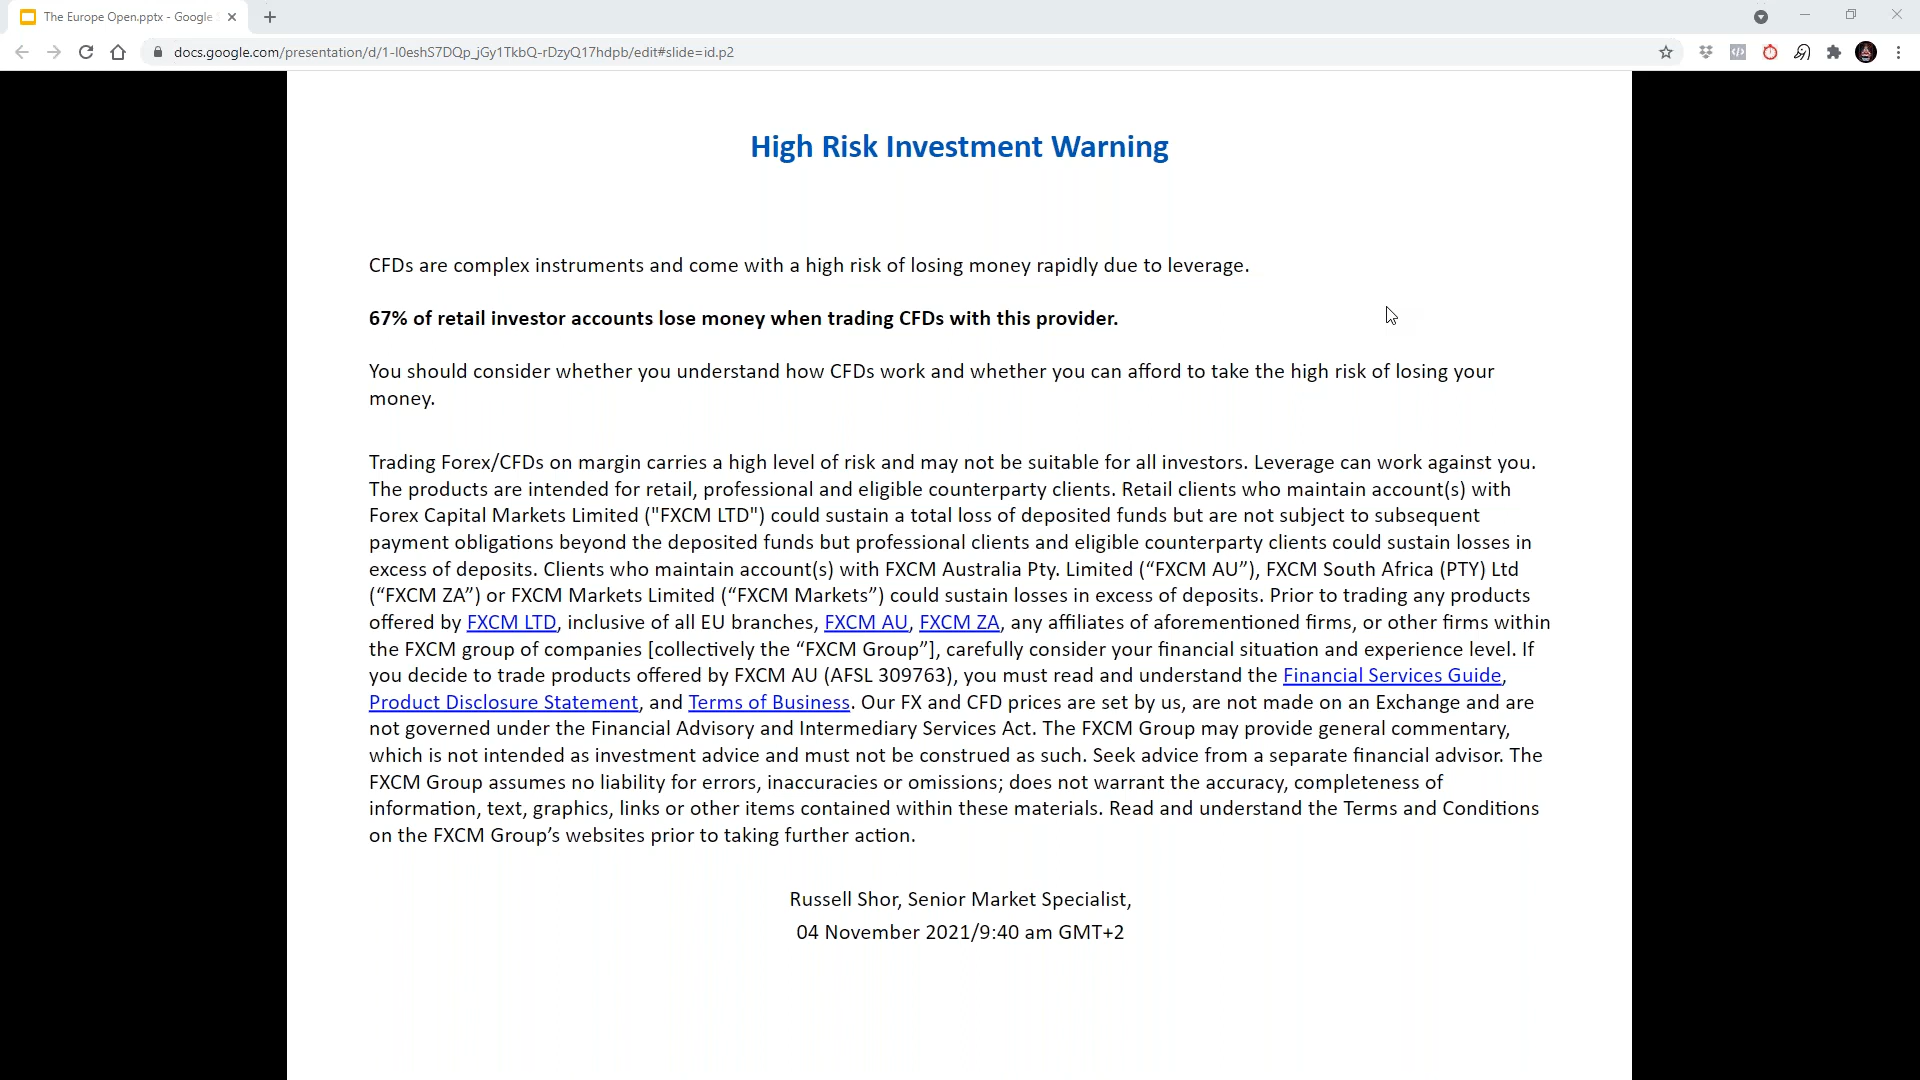 The Europe Open.pptx - Google
docs.google.com/presentation/d/1-I0eshS7DQp_jGy1TkbQ-rDzyQ17hdpb/edit#slide=id.p2
High Risk Investment Warning
CFDs are complex instruments and come with a high risk of losing money rapidly due to leverage.
67% of retail investor accounts lose money when trading CFDs with this provider.
You should consider whether you understand how CFDs work and whether you can afford to take the high risk of losing your
money.
Trading Forex/CFDs on margin carries a high level of risk and may not be suitable for all investors. Leverage can work against you.
The products are intended for retail, professional and eligible counterparty clients. Retail clients who maintain account(s) with
Forex Capital Markets Limited ("FXCM LTD") could sustain a total loss of deposited funds but are not subject to subsequent
payment obligations beyond the deposited funds but professional clients and eligible counterparty clients could sustain losses in
excess of deposits. Clients who maintain account(s) with FXCM Australia Pty. Limited (“FXCM AU”), FXCM South Africa (PTY) Ltd
(“FXCM ZA”) or FXCM Markets Limited (“FXCM Markets”) could sustain losses in excess of deposits. Prior to trading any products
offered by FXCM LTD, inclusive of all EU branches, FXCM AU, FXCM ZA, any affiliates of aforementioned firms, or other firms within
the FXCM group of companies [collectively the “FXCM Group”], carefully consider your financial situation and experience level. If
you decide to trade products offered by FXCM AU (AFSL 309763), you must read and understand the Financial Services Guide,
Product Disclosure Statement, and Terms of Business. Our FX and CFD prices are set by us, are not made on an Exchange and are
not governed under the Financial Advisory and Intermediary Services Act. The FXCM Group may provide general commentary,
which is not intended as investment advice and must not be construed as such. Seek advice from a separate financial advisor. The
FXCM Group assumes no liability for errors, inaccuracies or omissions; does not warrant the accuracy, completeness of
information, text, graphics, links or other items contained within these materials. Read and understand the Terms and Conditions
on the FXCM Group’s websites prior to taking further action.
Russell Shor, Senior Market Specialist,
04 November 2021/9:40 am GMT+2